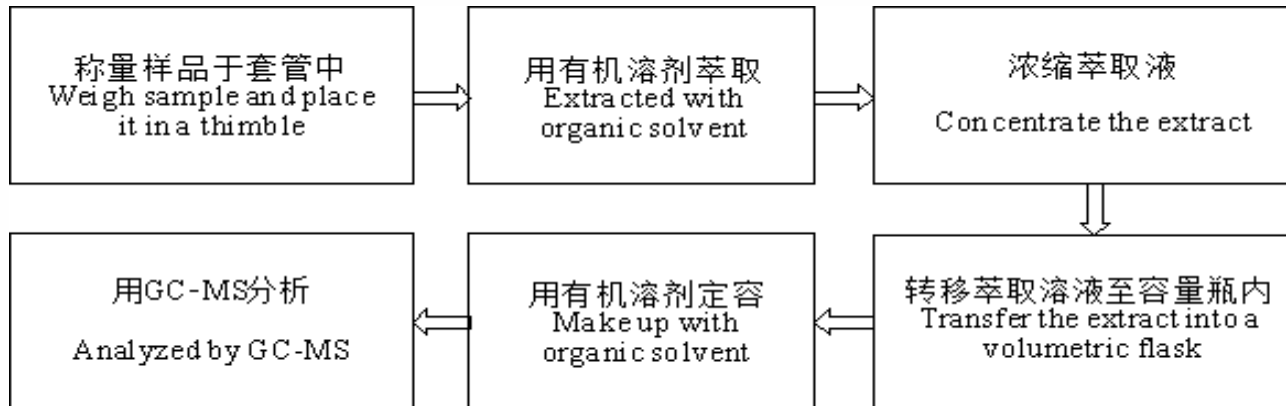 称量样品于套管中
Weigh sample and place
it in a thimble
用有机溶剂萃取
Extracted with
organic solvent
浓缩萃取液
Concentrate the extract
转移萃取溶液至容量瓶内
Transfer the extract into a
volumetric flask
用有机溶剂定容
Make up with
organic solvent
用GC-MS分析
Analyzed by GC-MS